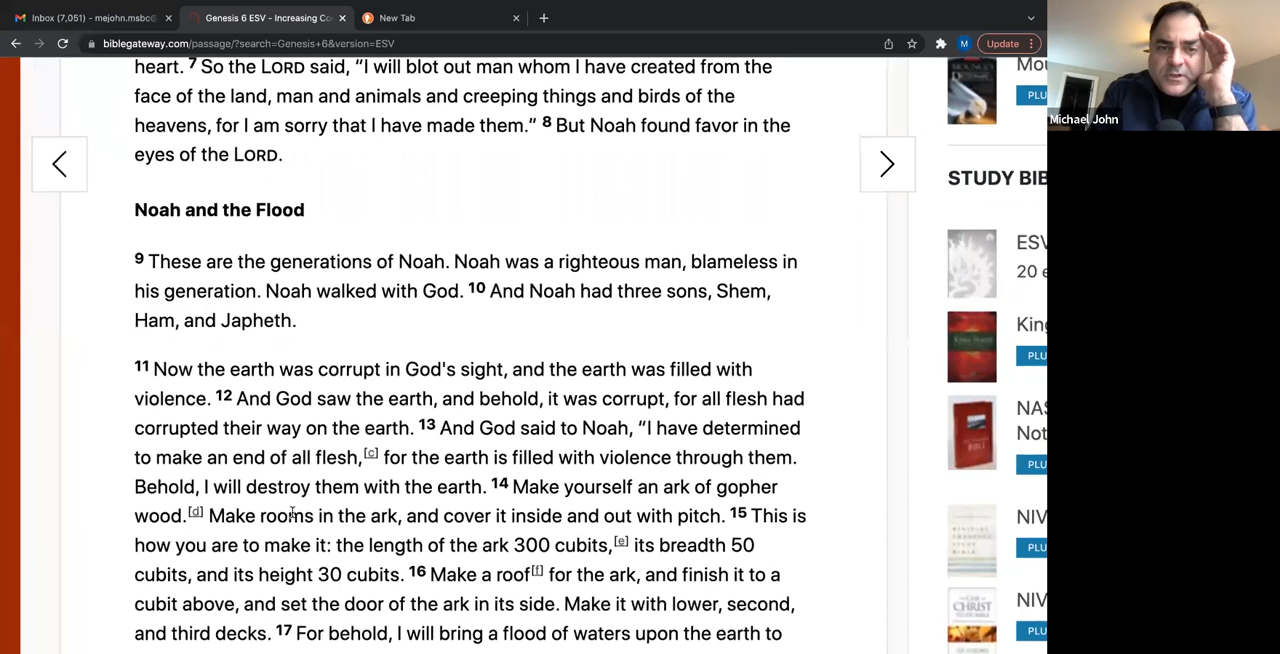 Inbox (7,051) - mejohn.msbc@
Genesis 6 ESV - Increasing Co
New Tab
biblegateway.com/passage/?search=Genesis+6&version=ESV
M
Update
Michael John
heart. 7 So the LORD said, “I will blot out man whom I have created from the
face of the land, man and animals and creeping things and birds of the
heavens, for I am sorry that I have made them.” 8 But Noah found favor in the
eyes of the LORD.
Noah and the Flood
9 These are the generations of Noah. Noah was a righteous man, blameless in
his generation. Noah walked with God. 10 And Noah had three sons, Shem,
Ham, and Japheth.
11 Now the earth was corrupt in God's sight, and the earth was filled with
violence. 12 And God saw the earth, and behold, it was corrupt, for all flesh had
corrupted their way on the earth. 13 And God said to Noah, “I have determined
to make an end of all flesh,[c] for the earth is filled with violence through them.
Behold, I will destroy them with the earth. 14 Make yourself an ark of gopher
wood.[d] Make rooms in the ark, and cover it inside and out with pitch. 15 This is
how you are to make it: the length of the ark 300 cubits,[e] its breadth 50
cubits, and its height 30 cubits. 16 Make a roof[f] for the ark, and finish it to a
cubit above, and set the door of the ark in its side. Make it with lower, second,
and third decks. 17 For behold, I will bring a flood of waters upon the earth to
Mou
PLU
STUDY BIB
ESV
20 e
King
PLU
NAS
Not
PLU
NIV
PLU
NIV
PLU